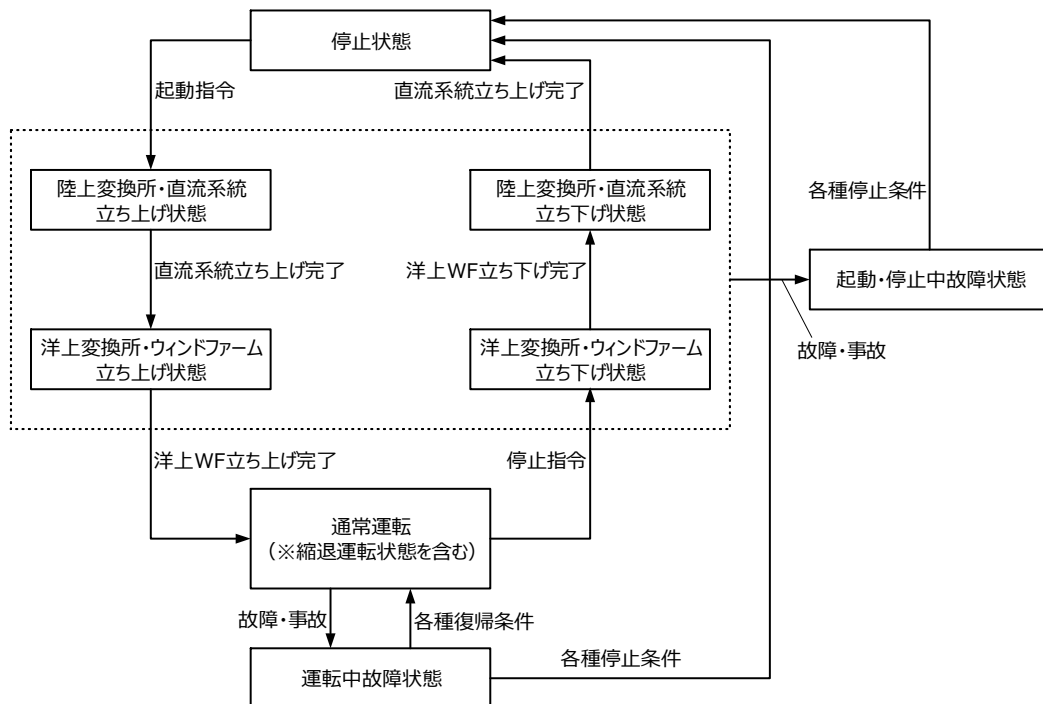 停止状態
起動指令
直流系統立ち上げ完了
陸上変換所・直流系統
立ち上げ状態
陸上変換所・直流系統
立ち下げ状態
各種停止条件
直流系統立ち上げ完了
洋上WF立ち下げ完了
起動・停止中故障状態
洋上変換所・ウィンドファーム
立ち上げ状態
洋上変換所・ウィンドファーム
立ち下げ状態
故障・事故
洋上WF立ち上げ完了
停止指令
通常運転
（※縮退運転状態を含む）
故障・事故
各種復帰条件
各種停止条件
運転中故障状態